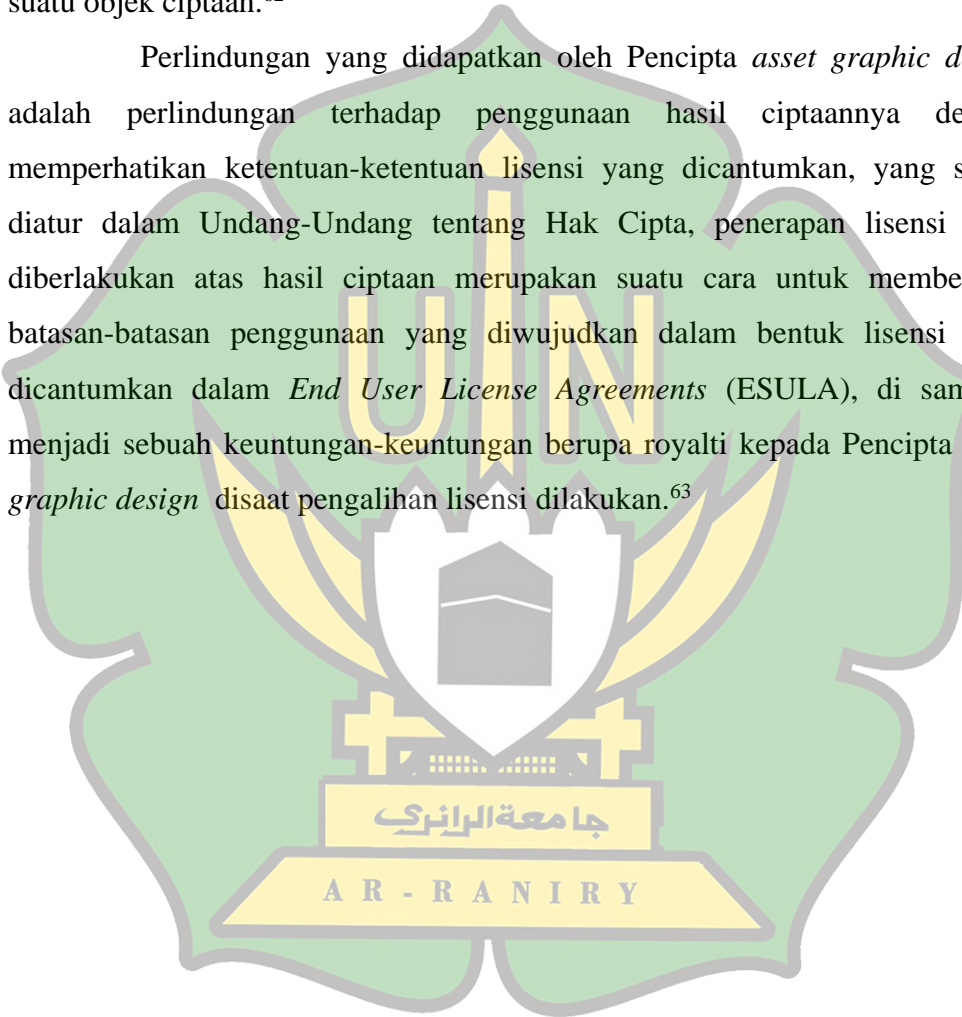 suatu objek ciptaan.⁶²
Perlindungan yang didapatkan oleh Pencipta asset graphic
adalah perlindungan terhadap penggunaan hasil ciptaannya
memperhatikan ketentuan-ketentuan lisensi yang dicantumkan, yang
diatur dalam Undang-Undang tentang Hak Cipta, penerapan lisensi
diberlakukan atas hasil ciptaan merupakan suatu cara untuk
batasan-batasan penggunaan yang diwujudkan dalam bentuk lisensi
dicantumkan dalam End User License Agreements (ESULA), di
menjadi sebuah keuntungan-keuntungan berupa royalti kepada Pencipta
graphic design disaat pengalihan lisensi dilakukan.⁶³
UIN
جامعةالرانري
AR-RANIRY